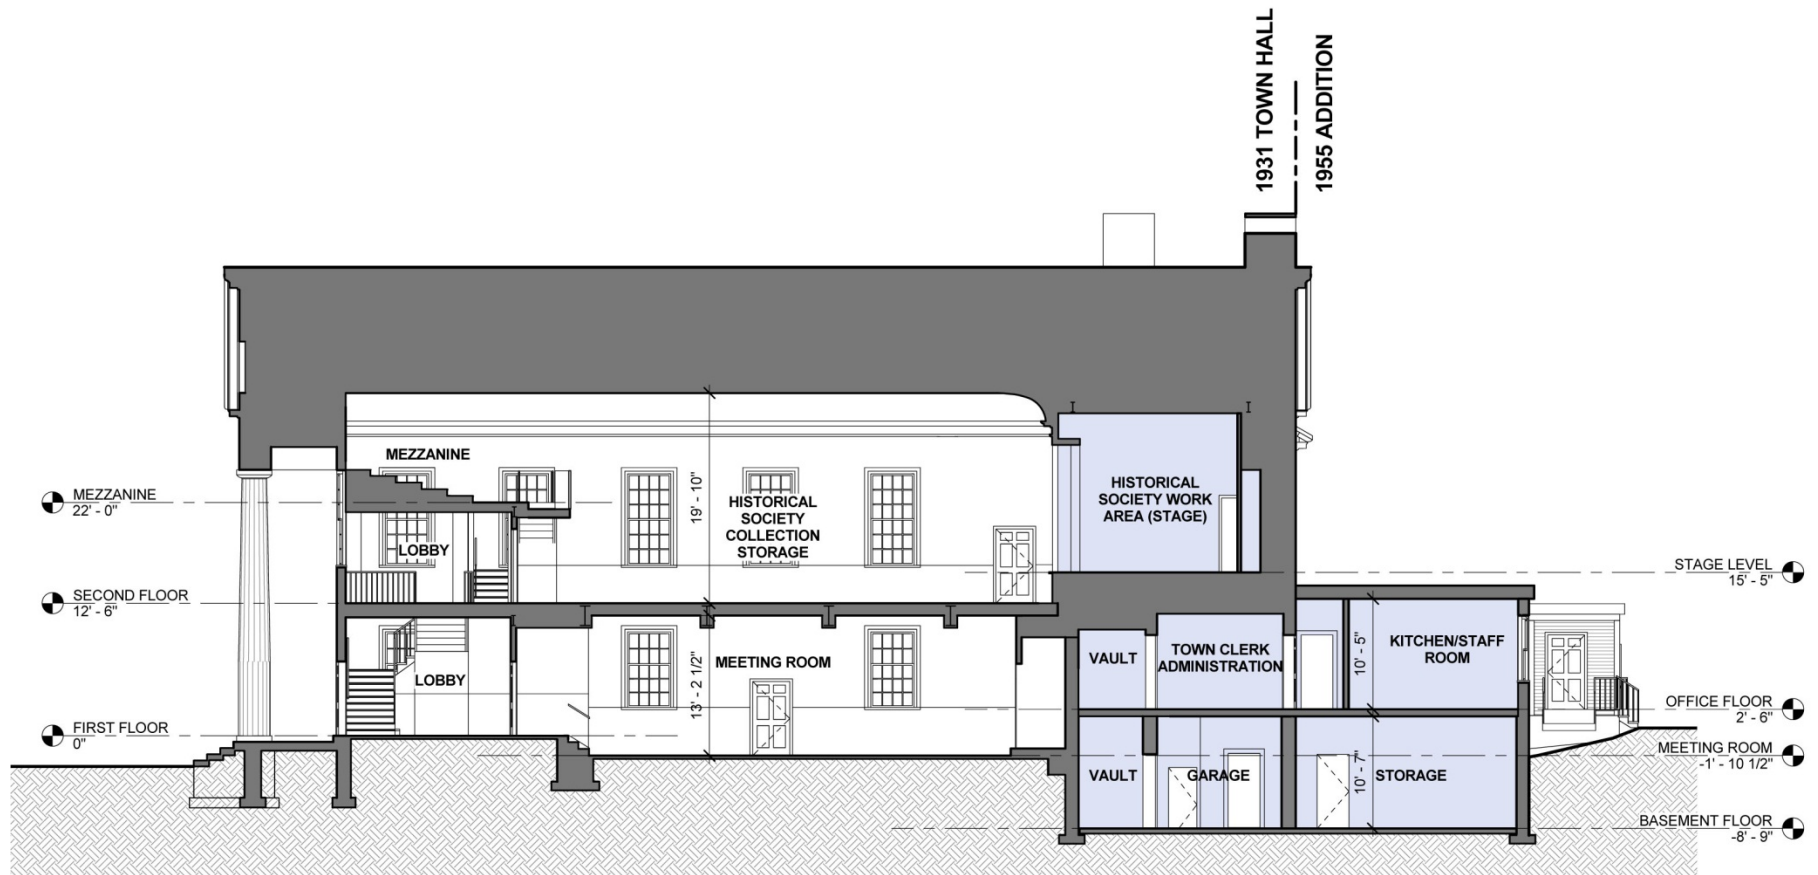 1931 TOWN HALL
1955 ADDITION
MEZZANINE
22' - 0"
SECOND FLOOR
12' - 6"
FIRST FLOOR
0"
MEZZANINE
LOBBY
LOBBY
19' - 10"
HISTORICAL
SOCIETY
COLLECTION
STORAGE
MEETING ROOM
13' - 2 1/2"
HISTORICAL
SOCIETY WORK
AREA (STAGE)
VAULT
TOWN CLERK
ADMINISTRATION
10' - 5"
KITCHEN/STAFF
ROOM
VAULT
GARAGE
10' - 7"
STORAGE
STAGE LEVEL
15' - 5"
OFFICE FLOOR
2' - 6"
MEETING ROOM
-1' - 10 1/2"
BASEMENT FLOOR
-8' - 9"